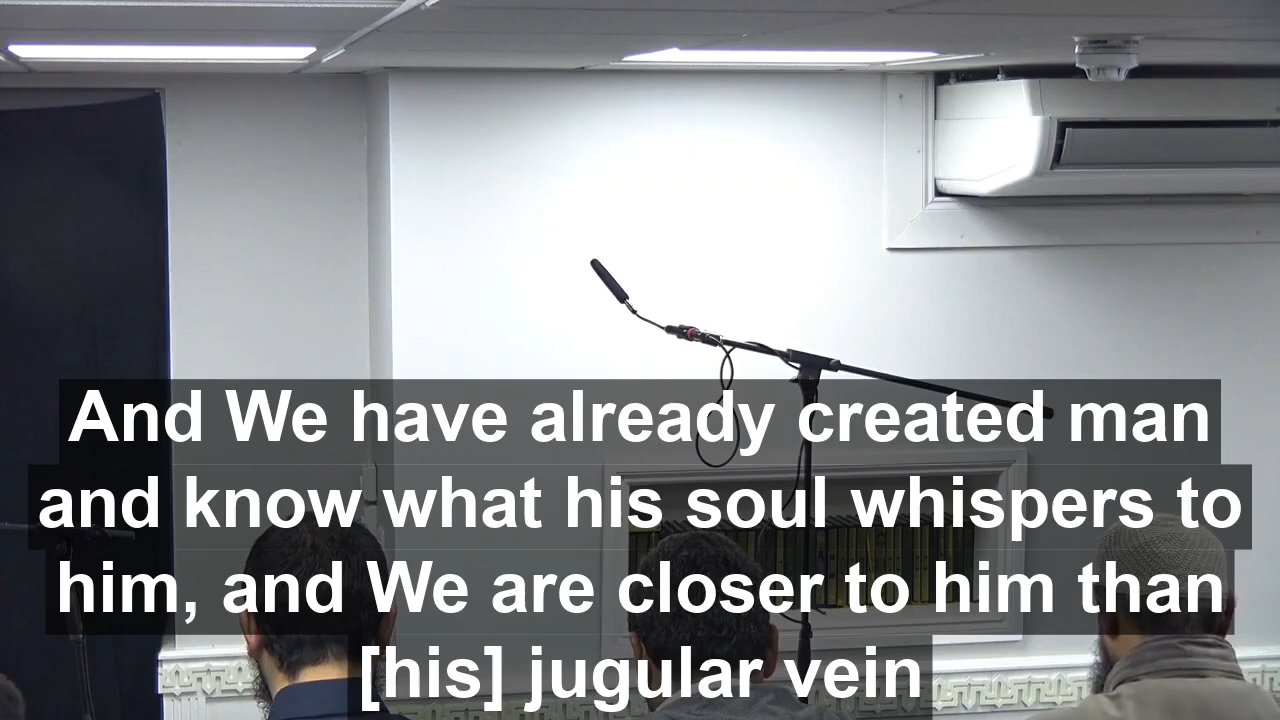 And We have already created man
and know what his soul whispers to
him, and We are closer to him than
[his] jugular vein